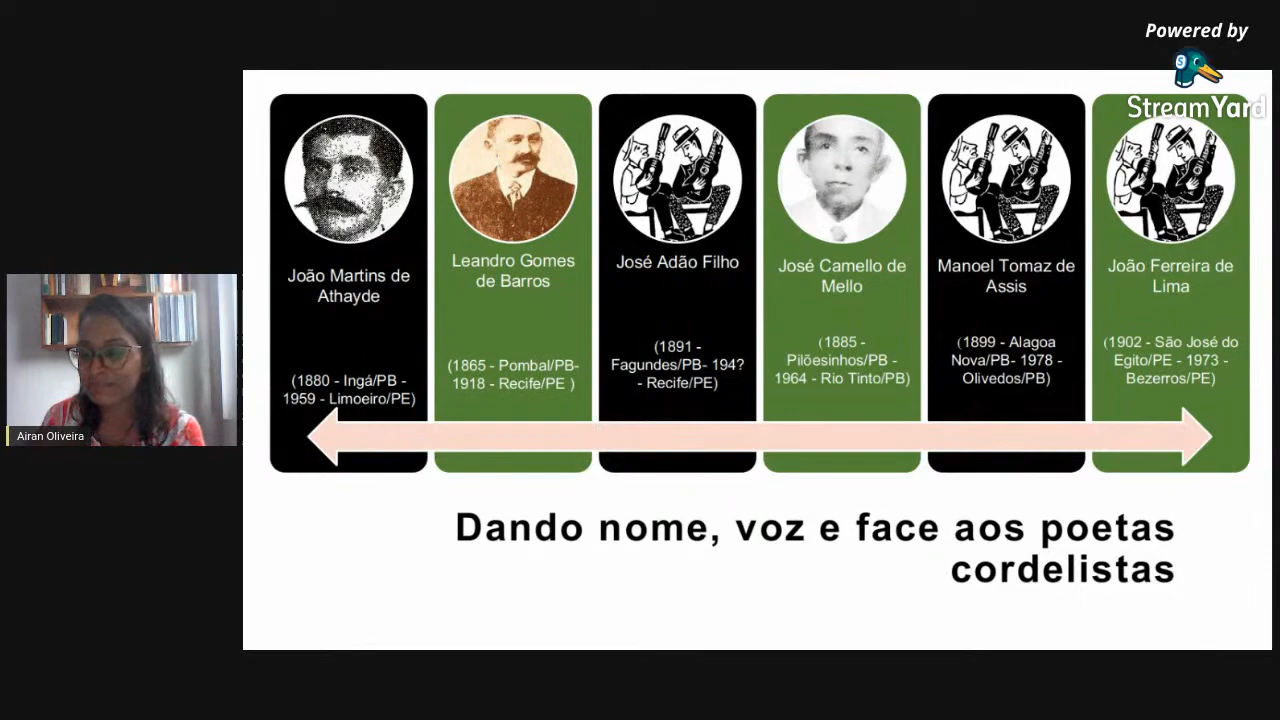 Powered by
StreamYard
João Martins de
Athayde
(1880 - Ingá/PB -
1959 - Limoeiro/PE)
Leandro Gomes
de Barros
(1865 - Pombal/PB-
1918 - Recife/PE )
José Adão Filho
(1891 -
Fagundes/PB- 194?
- Recife/PE)
José Camello de
Mello
(1885 -
Pilõesinhos/PB -
1964 - Rio Tinto/PB)
Manoel Tomaz de
Assis
(1899 - Alagoa
Nova/PB- 1978 -
Olivedos/PB)
João Ferreira de
Lima
(1902 - São José do
Egito/PE - 1973 -
Bezerros/PE)
Dando nome, voz e face aos poetas
cordelistas
Airan Oliveira